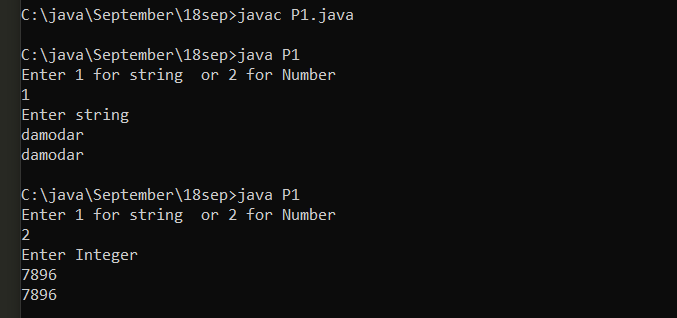 C:\java\September\18sep>javac P1.java
C:\java\September\18sep>java P1
Enter 1 for string  or 2 for Number
1
Enter string
damodar
damodar
C:\java\September\18sep>java P1
Enter 1 for string  or 2 for Number
2
Enter Integer
7896
7896